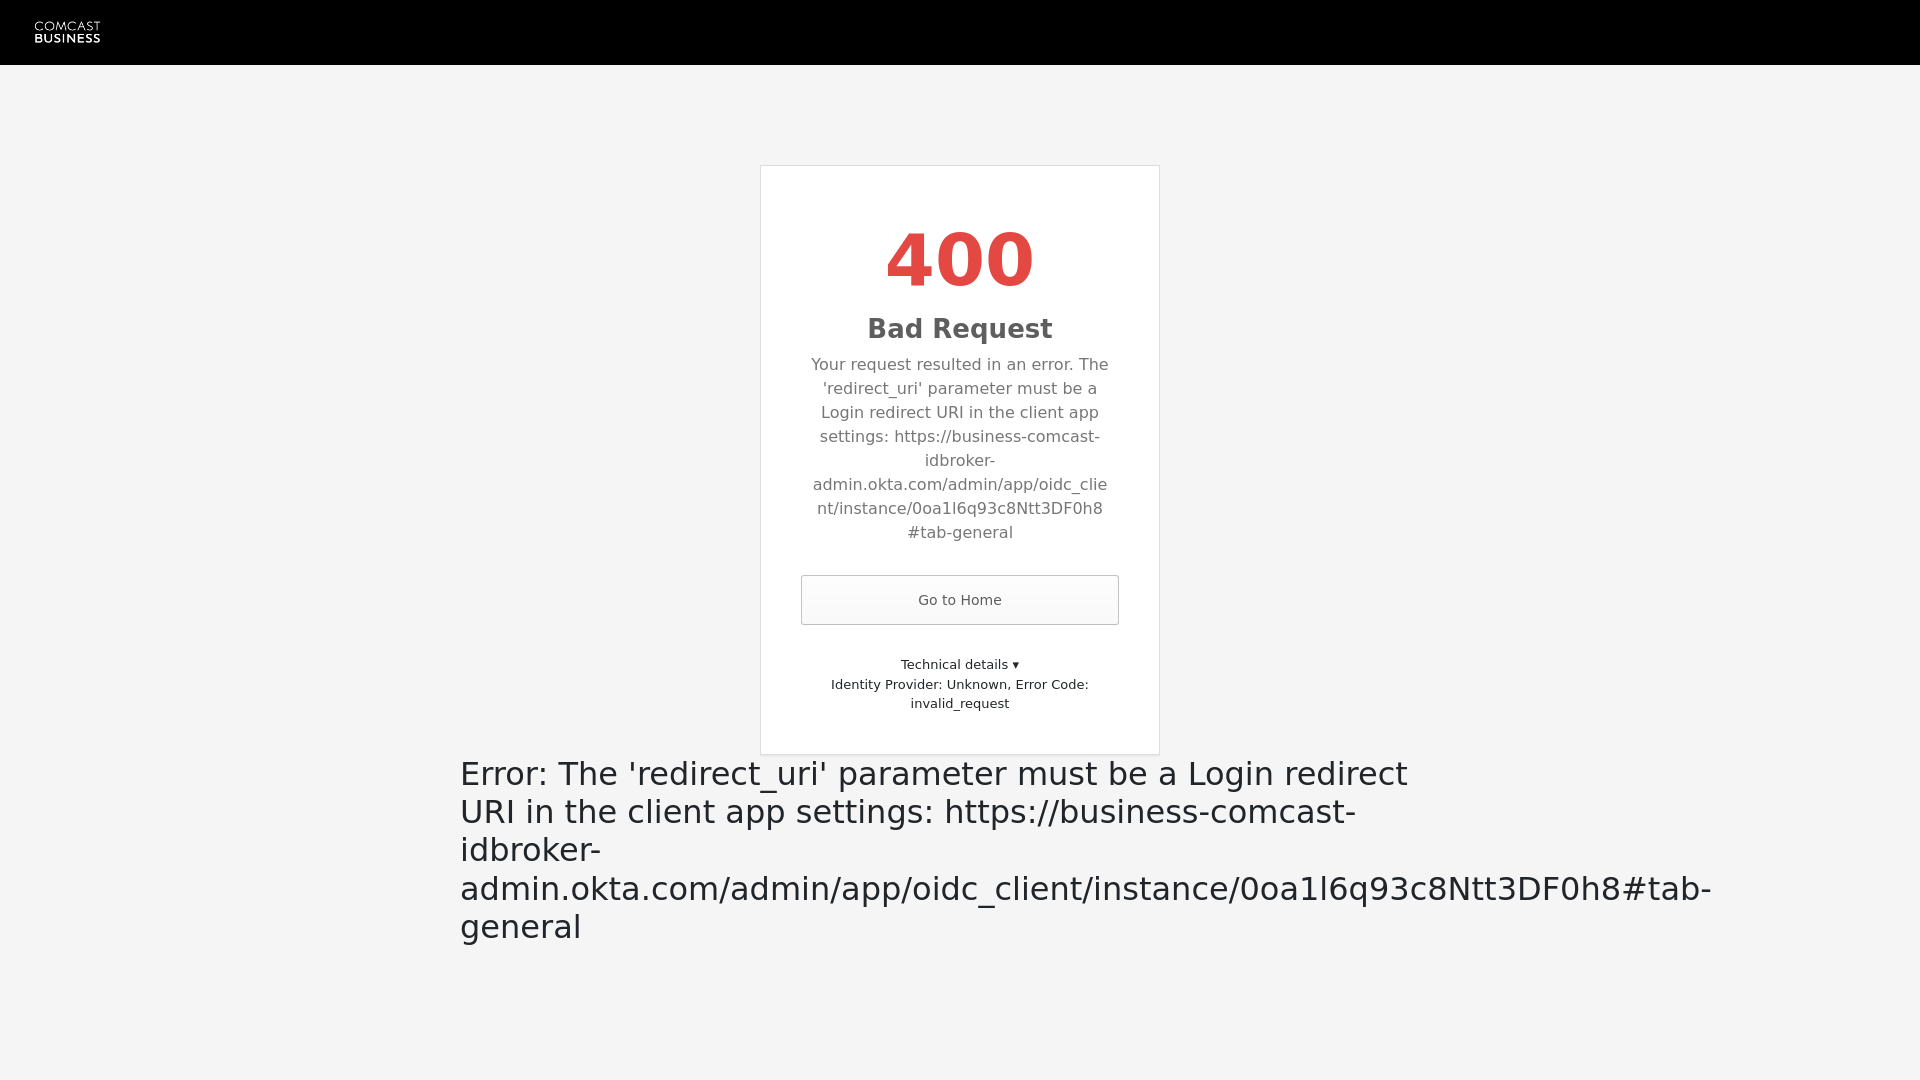 COMCAST
BUSINESS
400
Bad Request
Your request resulted in an error. The
'redirect_uri' parameter must be a
Login redirect URI in the client app
settings: https://business-comcast-
idbroker-
admin.okta.com/admin/app/oidc_clie
nt/instance/0oa1l6q93c8Ntt3DF0h8
#tab-general
Go to Home
Technical details ▾
Identity Provider: Unknown, Error Code:
invalid_request
Error: The 'redirect_uri' parameter must be a Login redirect
URI in the client app settings: https://business-comcast-
idbroker-
admin.okta.com/admin/app/oidc_client/instance/0oa1l6q93c8Ntt3DF0h8#tab-
general